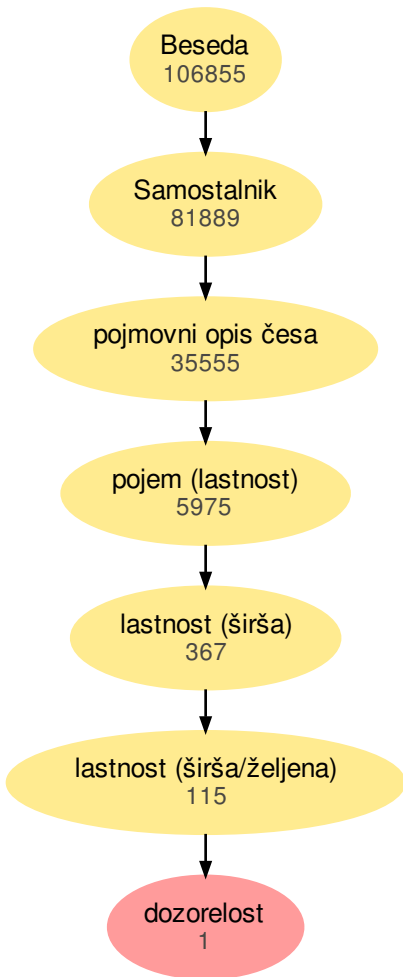 Beseda
106855
Samostalnik
81889
pojmovni opis česa
35555
pojem (lastnost)
5975
lastnost (širša)
367
lastnost (širša/željena)
115
dozorelost
1